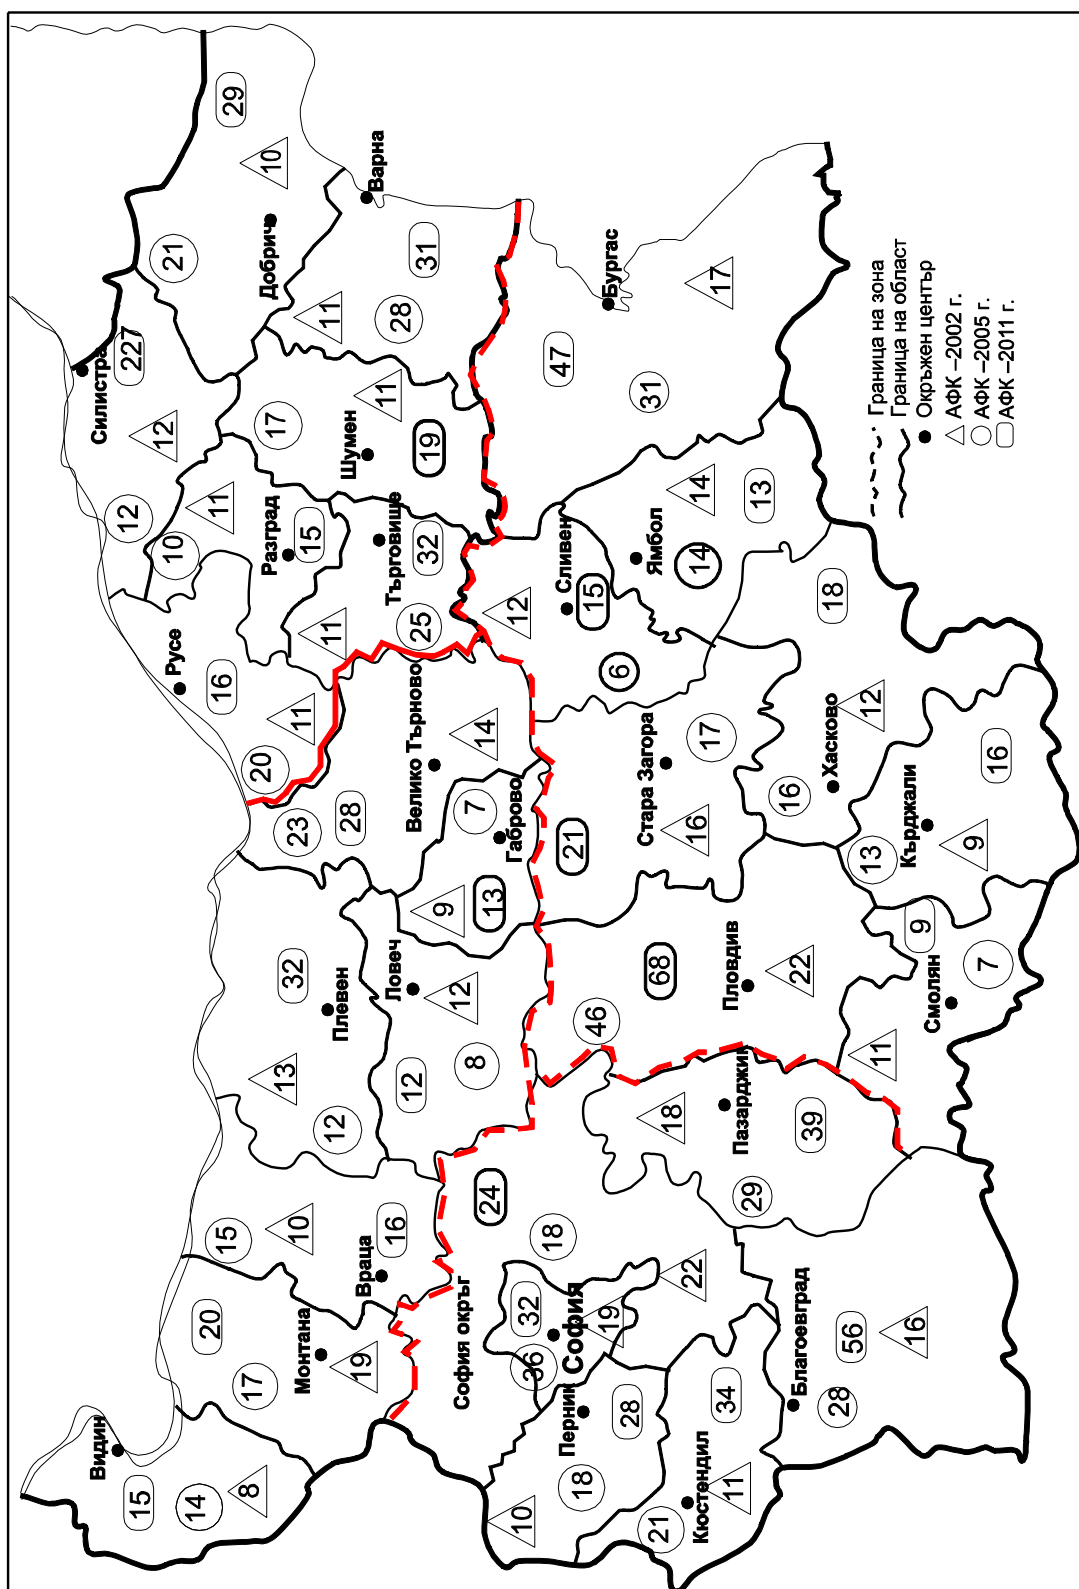 Видин
15
14
8
Монтана
20
17
19
Враца
15
10
16
Плевен
32
13
12
Ловеч
12
12
8
Велико Търново
23
28
14
Габрово
7
9
13
Русе
16
11
20
Силистра
227
12
12
Разград
10
11
15
Търговище
32
11
25
Шумен
17
11
19
Добрич
29
10
21
Варна
11
28
31
Бургас
47
31
17
Сливен
12
15
6
Ямбол
14
14
13
Стара Загора
21
17
16
Хасково
18
12
16
Кърджали
13
9
16
Пловдив
68
46
22
Смолян
9
7
11
Пазарджик
18
39
29
София окръг
24
18
22
София
32
36
19
Перник
28
18
10
Кюстендил
34
21
11
Благоевград
56
28
16
Граница на зона
Граница на област
Окръжен център
АФК –2002 г.
АФК –2005 г.
АФК –2011 г.